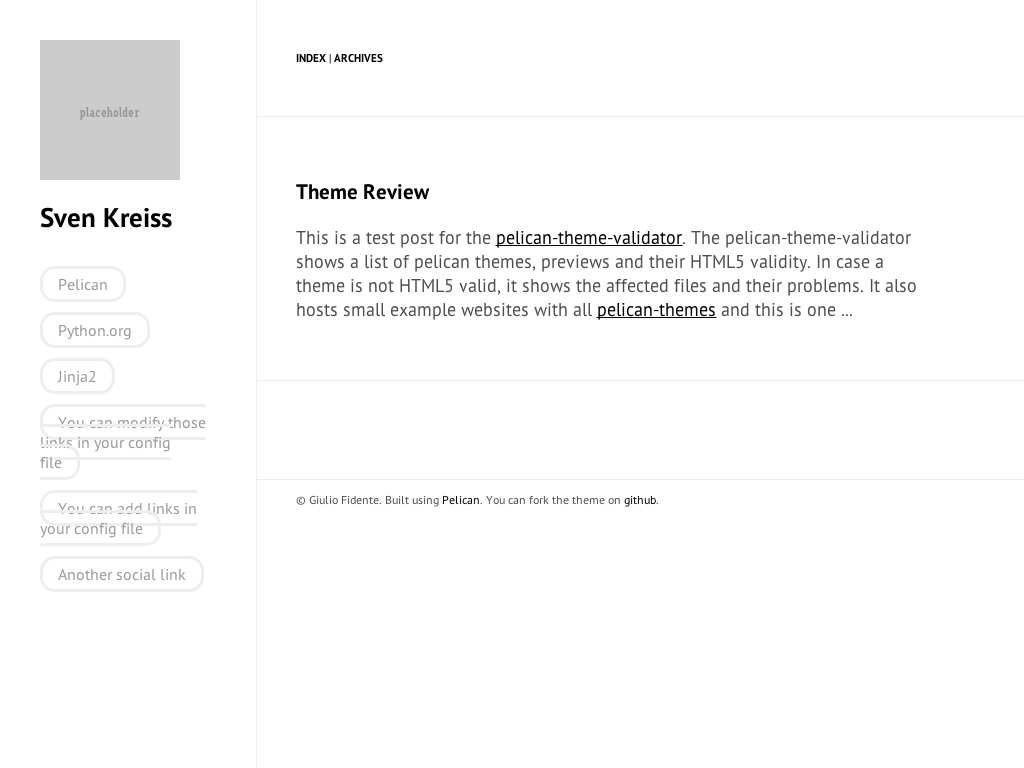 placeholder
Sven Kreiss
Pelican
Python.org
Jinja2
You can modify those
links in your config
file
You can add links in
your config file
Another social link
INDEX | ARCHIVES
Theme Review
This is a test post for the pelican-theme-validator. The pelican-theme-validator
shows a list of pelican themes, previews and their HTML5 validity. In case a
theme is not HTML5 valid, it shows the affected files and their problems. It also
hosts small example websites with all pelican-themes and this is one ...
© Giulio Fidente. Built using Pelican. You can fork the theme on github.